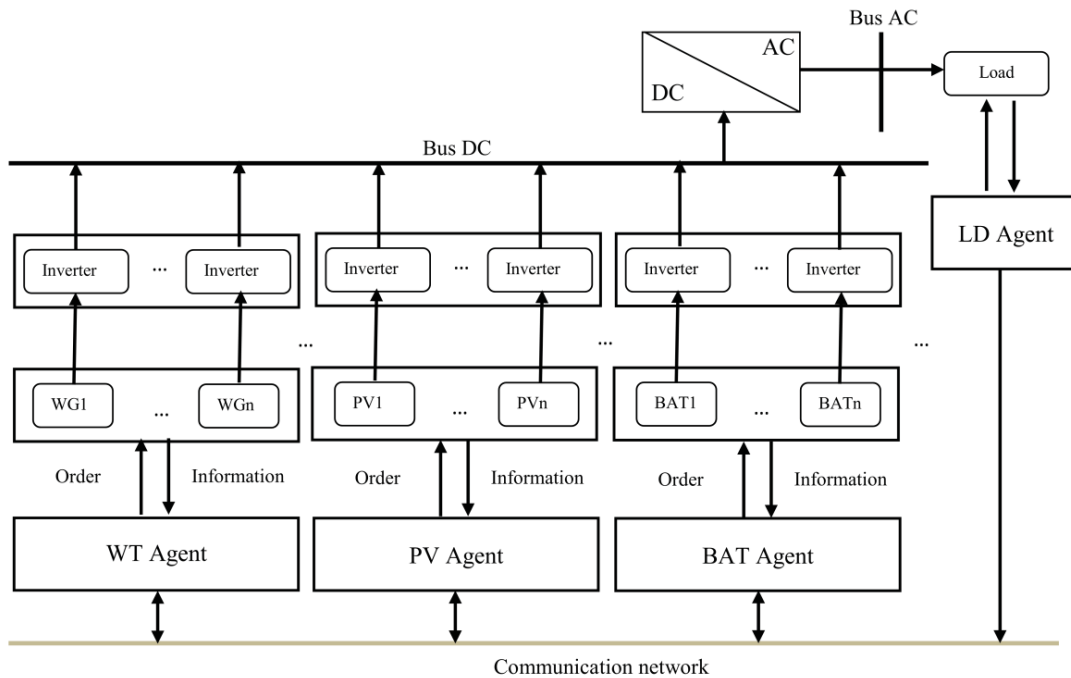 Bus AC
AC
DC
Load
Bus DC
LD Agent
Inverter ... Inverter
Inverter ... Inverter
Inverter ... Inverter
... ... ...
WG1 ... WGn
PV1 ... PVn
BAT1 ... BATn
Order Information
Order Information
Order Information
WT Agent
PV Agent
BAT Agent
Communication network